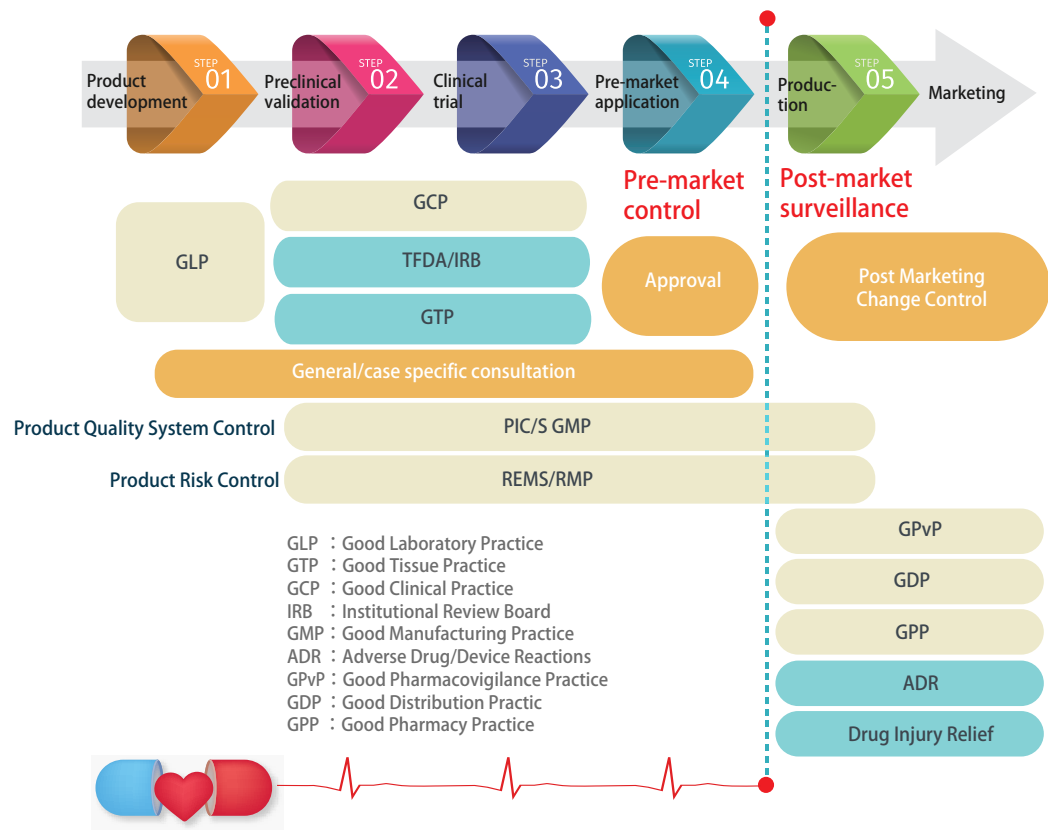 Product
development
STEP
01
Preclinical
validation
STEP
02
Clinical
trial
STEP
03
Pre-market
application
STEP
04
Produc-
tion
STEP
05
Marketing
Pre-market
control
Post-market
surveillance
GLP
GCP
TFDA/IRB
GTP
Approval
Post Marketing
Change Control
General/case specific consultation
Product Quality System Control
PIC/S GMP
Product Risk Control
REMS/RMP
GLP : Good Laboratory Practice
GTP : Good Tissue Practice
GCP : Good Clinical Practice
IRB : Institutional Review Board
GMP : Good Manufacturing Practice
ADR : Adverse Drug/Device Reactions
GPvP : Good Pharmacovigilance Practice
GDP : Good Distribution Practic
GPP : Good Pharmacy Practice
GPvP
GDP
GPP
ADR
Drug Injury Relief